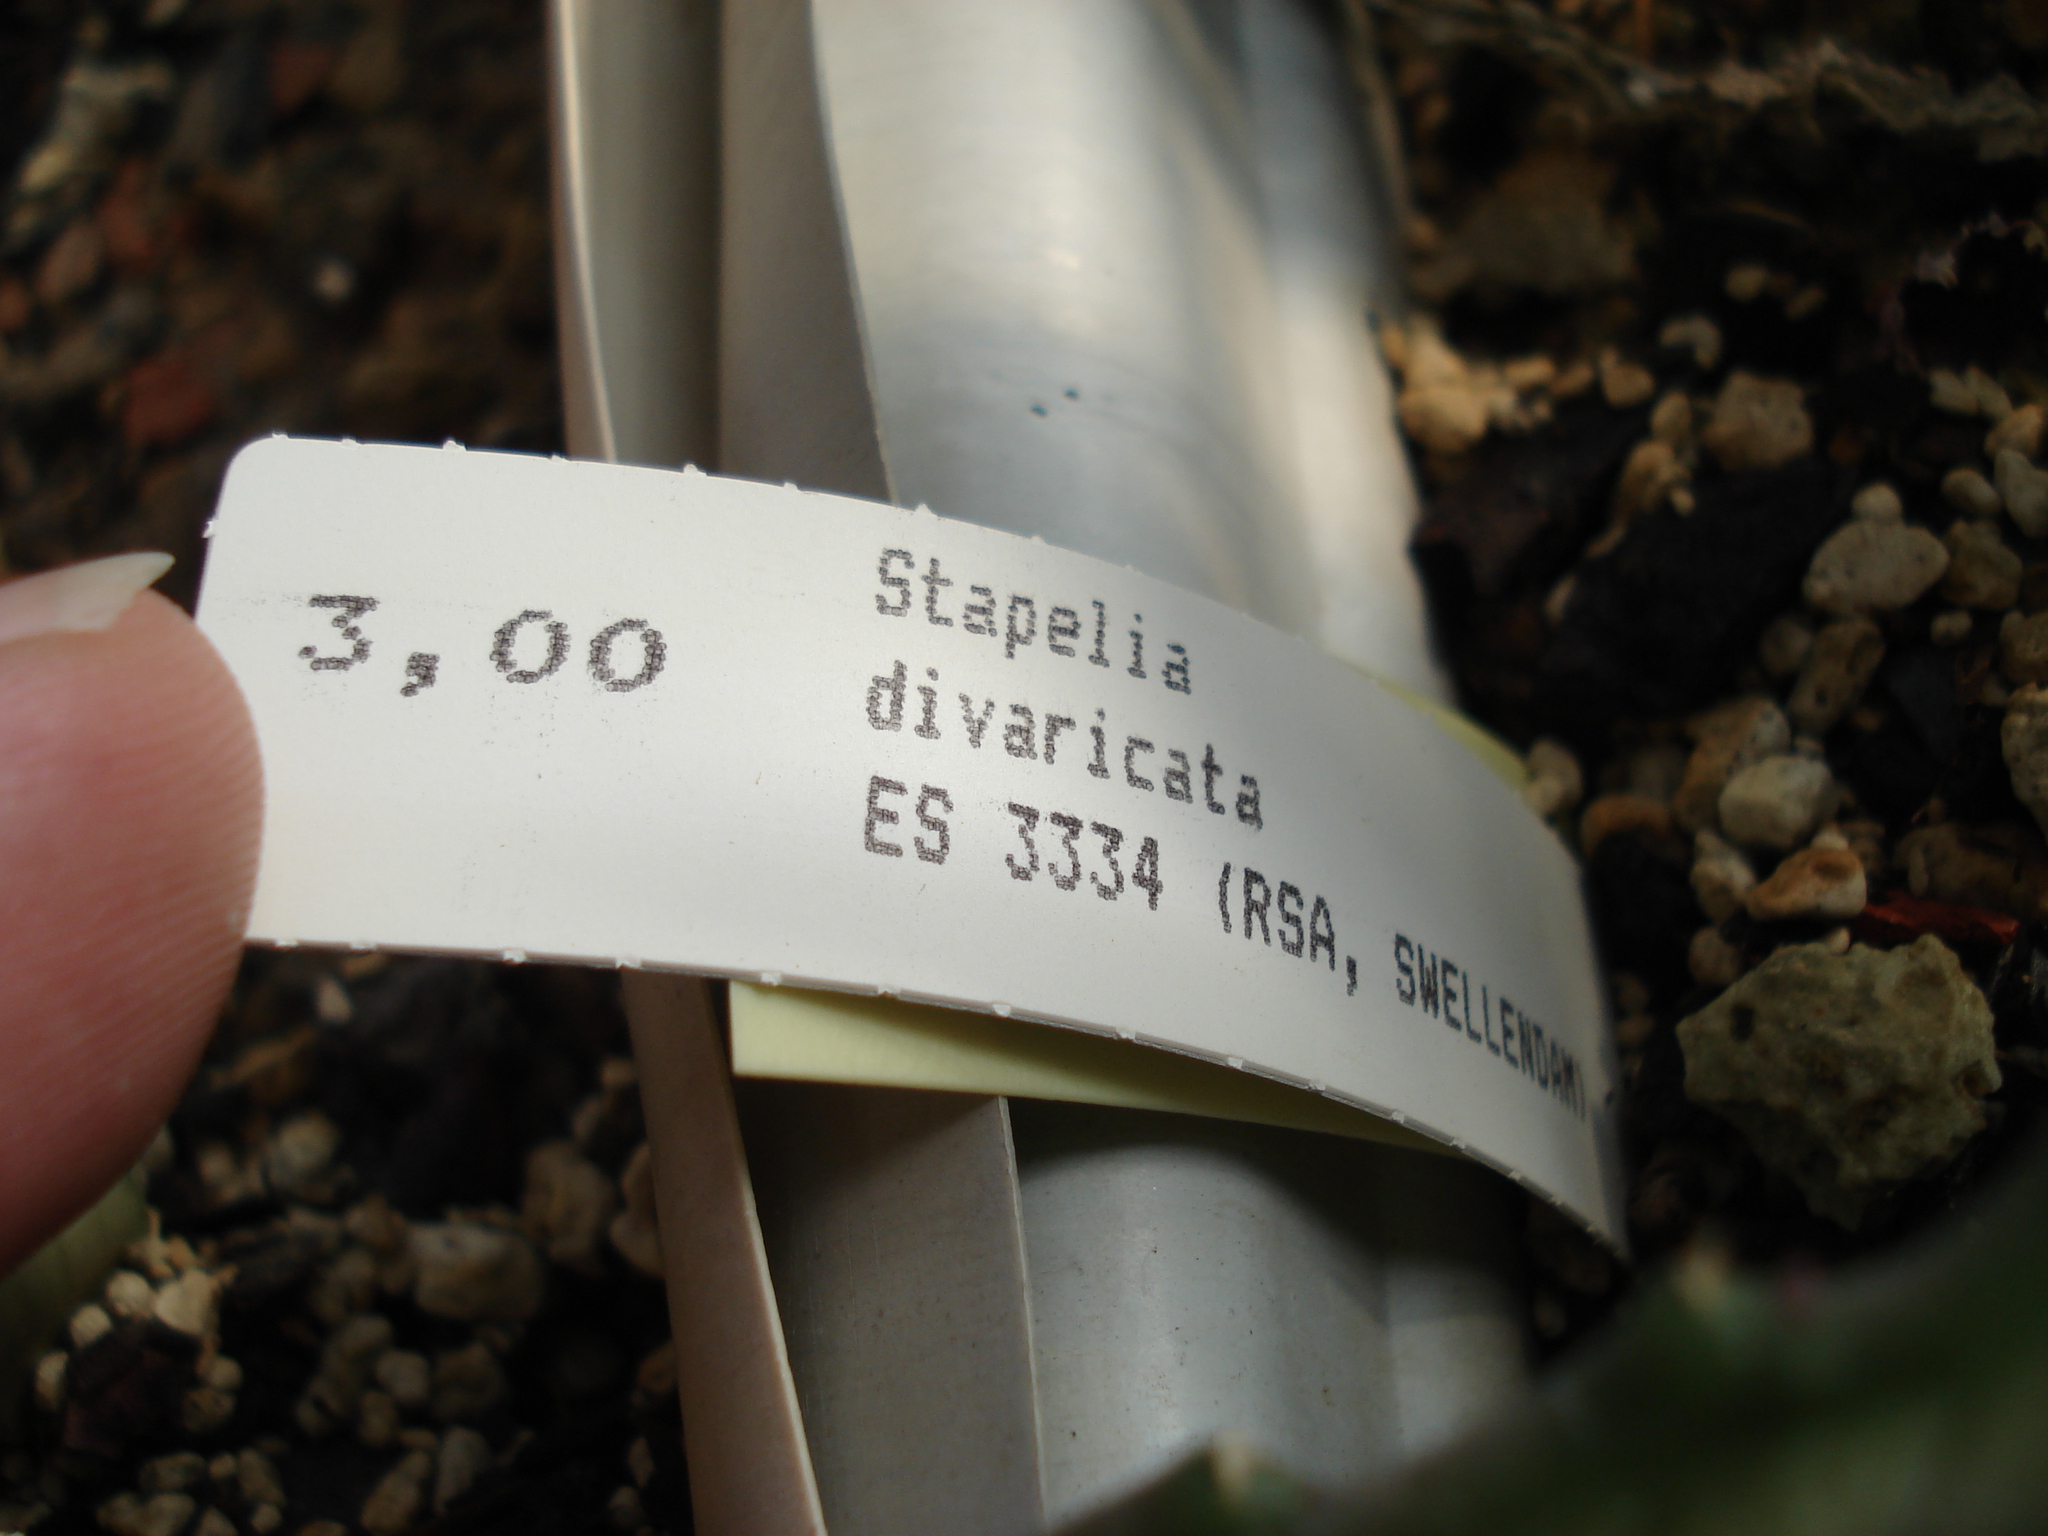 3,00
Stapelia
divaricata
ES 3334 (RSA, SWELLENDAM)